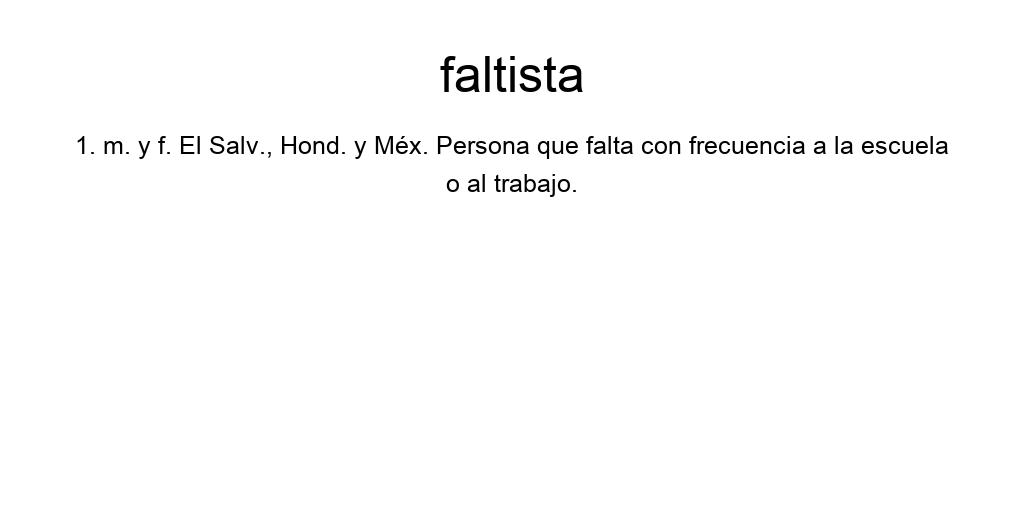 faltista
1. m. y f. El Salv., Hond. y Méx. Persona que falta con frecuencia a la escuela
o al trabajo.